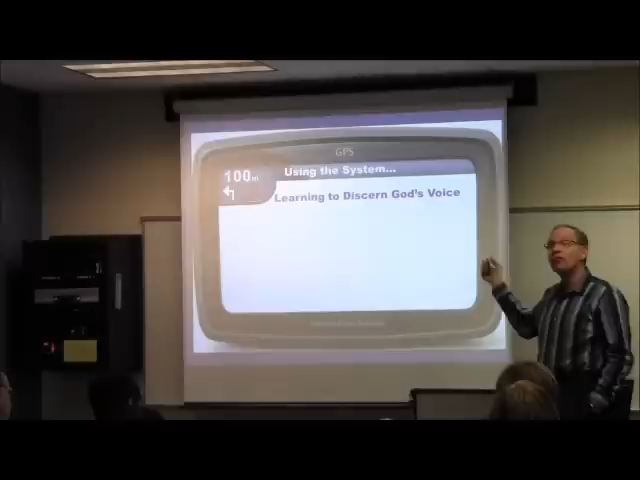 GPS
100m
Using the System...
Learning to Discern God's Voice